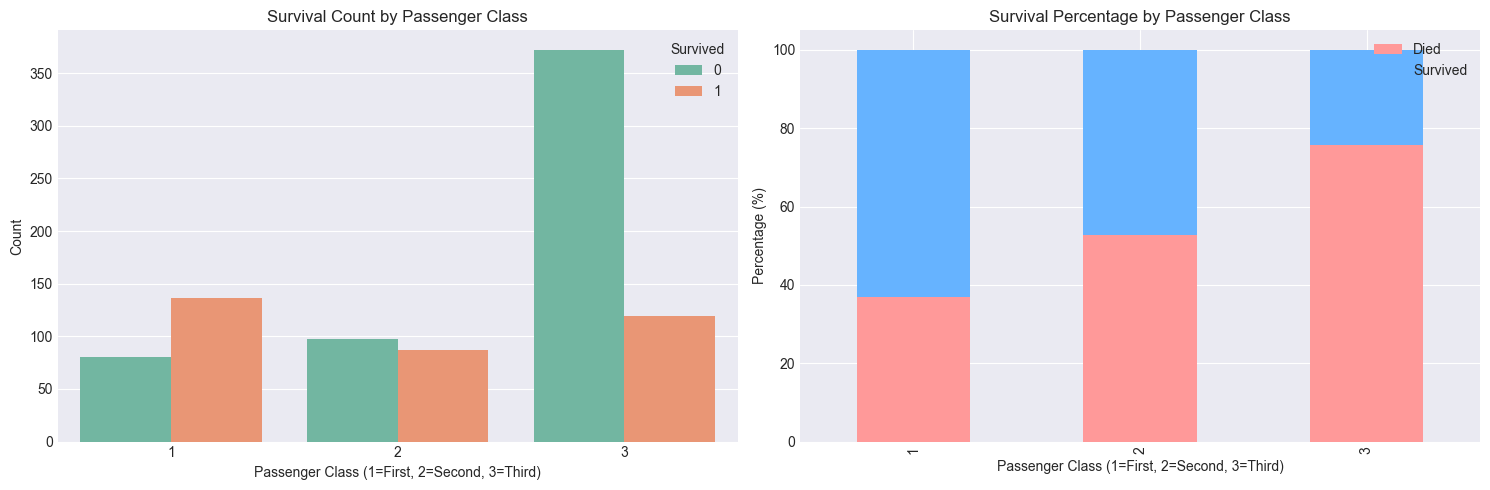 Survival Count by Passenger Class
Survived
0
1
350
300
250
200
150
100
50
0
Count
1 2 3
Passenger Class (1=First, 2=Second, 3=Third)
Survival Percentage by Passenger Class
Died
Survived
100
80
60
40
20
0
Percentage (%)
1 2 3
Passenger Class (1=First, 2=Second, 3=Third)